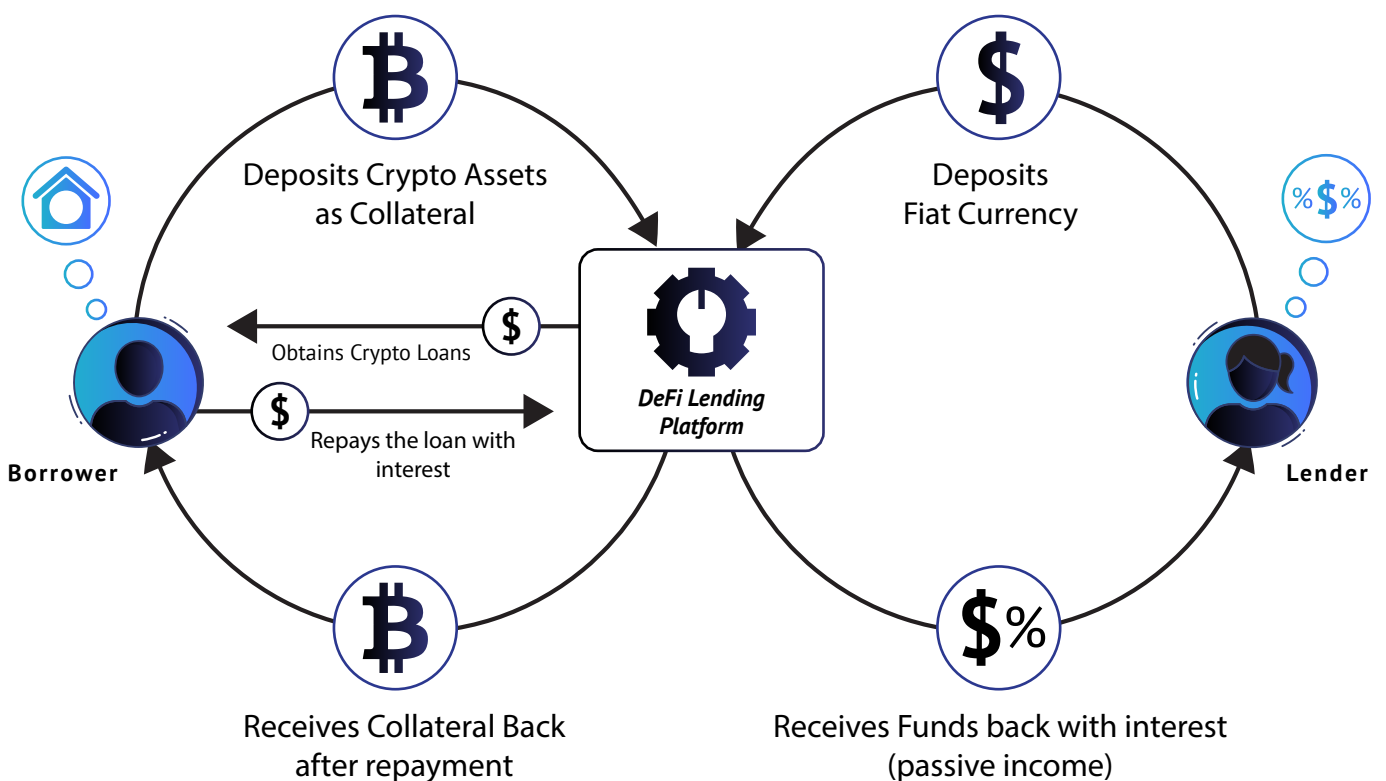 Deposits Crypto Assets
as Collateral
$
Deposits
Fiat Currency
%$%
$
Obtains Crypto Loans
$
Repays the loan with
interest
DeFi Lending
Platform
Borrower
Lender
₿
₿
Receives Collateral Back
after repayment
$%
Receives Funds back with interest
(passive income)